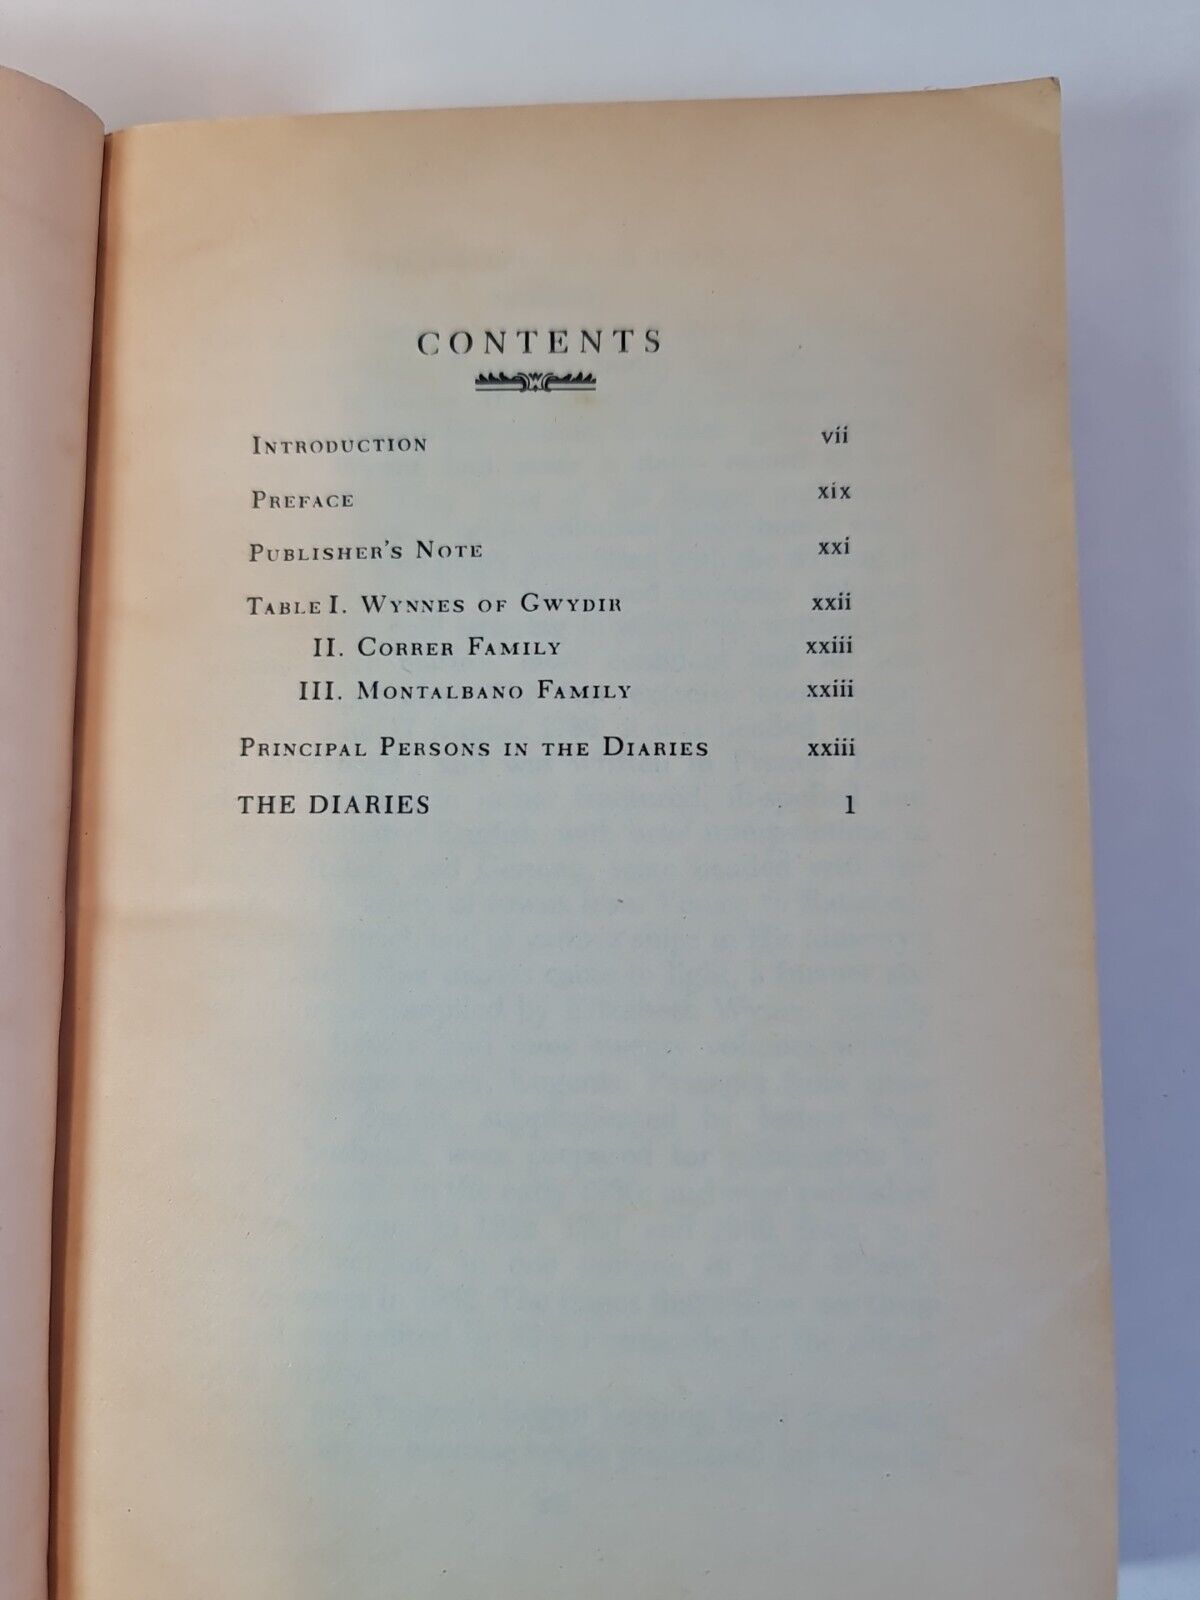 CONTENTS
INTRODUCTION vii
PREFACE xix
PUBLISHER'S NOTE xxi
TABLE I. WYNNES OF GWYDIR xxii
II. CORRER FAMILY xxiii
III. MONTALBANO FAMILY xxiii
PRINCIPAL PERSONS IN THE DIARIES xxiii
THE DIARIES 1